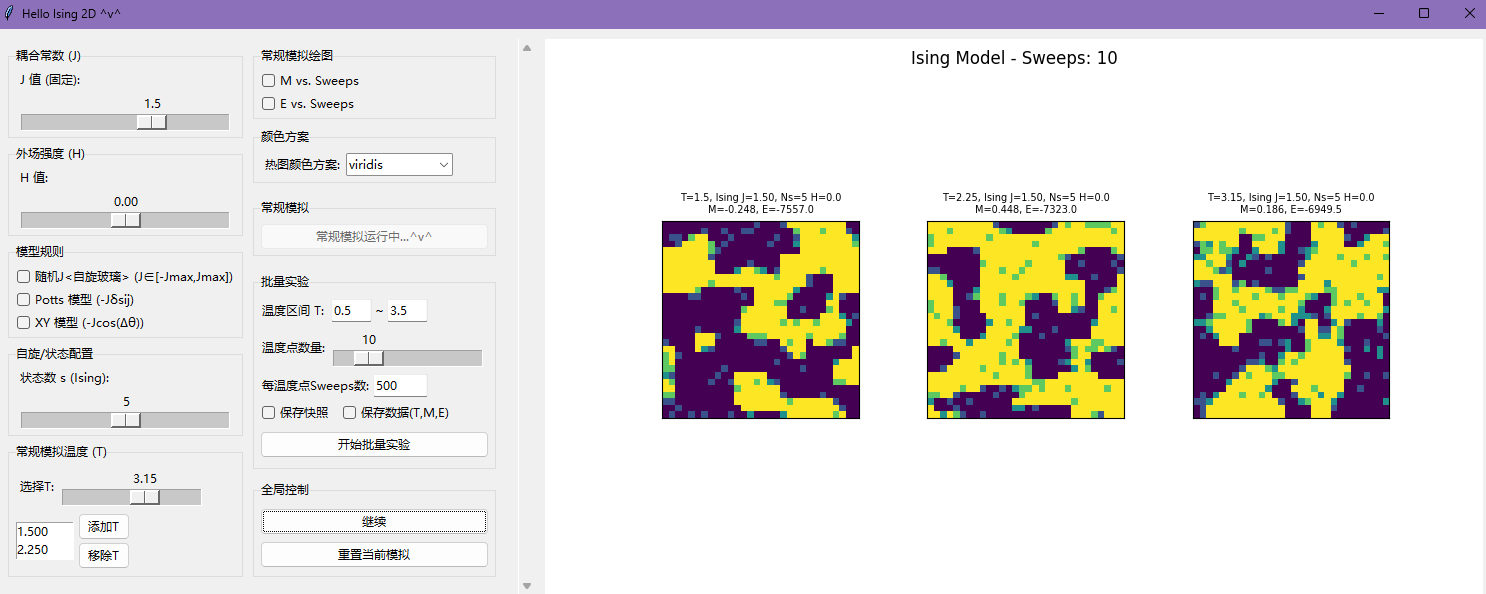 Hello Ising 2D ^v^
耦合常数 (J)
J 值 (固定):
1.5
外场强度 (H)
H 值:
0.00
模型规则
随机J<自旋玻璃> (J∈[-Jmax,Jmax])
Potts 模型 (-Jδsij)
XY 模型 (-Jcos(Δθ))
自旋/状态配置
状态数 s (Ising):
5
常规模拟温度 (T)
选择T:
3.15
1.500
2.250
添加T
移除T
常规模拟绘图
M vs. Sweeps
E vs. Sweeps
颜色方案
热图颜色方案:
viridis
常规模拟
常规模拟运行中...^v^
批量实验
温度区间 T: 0.5 ~ 3.5
温度点数量:
10
每温度点Sweeps数: 500
保存快照 保存数据(T,M,E)
开始批量实验
全局控制
继续
重置当前模拟
Ising Model - Sweeps: 10
T=1.5, Ising J=1.50, Ns=5 H=0.0
M=-0.248, E=-7557.0
T=2.25, Ising J=1.50, Ns=5 H=0.0
M=0.448, E=-7323.0
T=3.15, Ising J=1.50, Ns=5 H=0.0
M=0.186, E=-6949.5